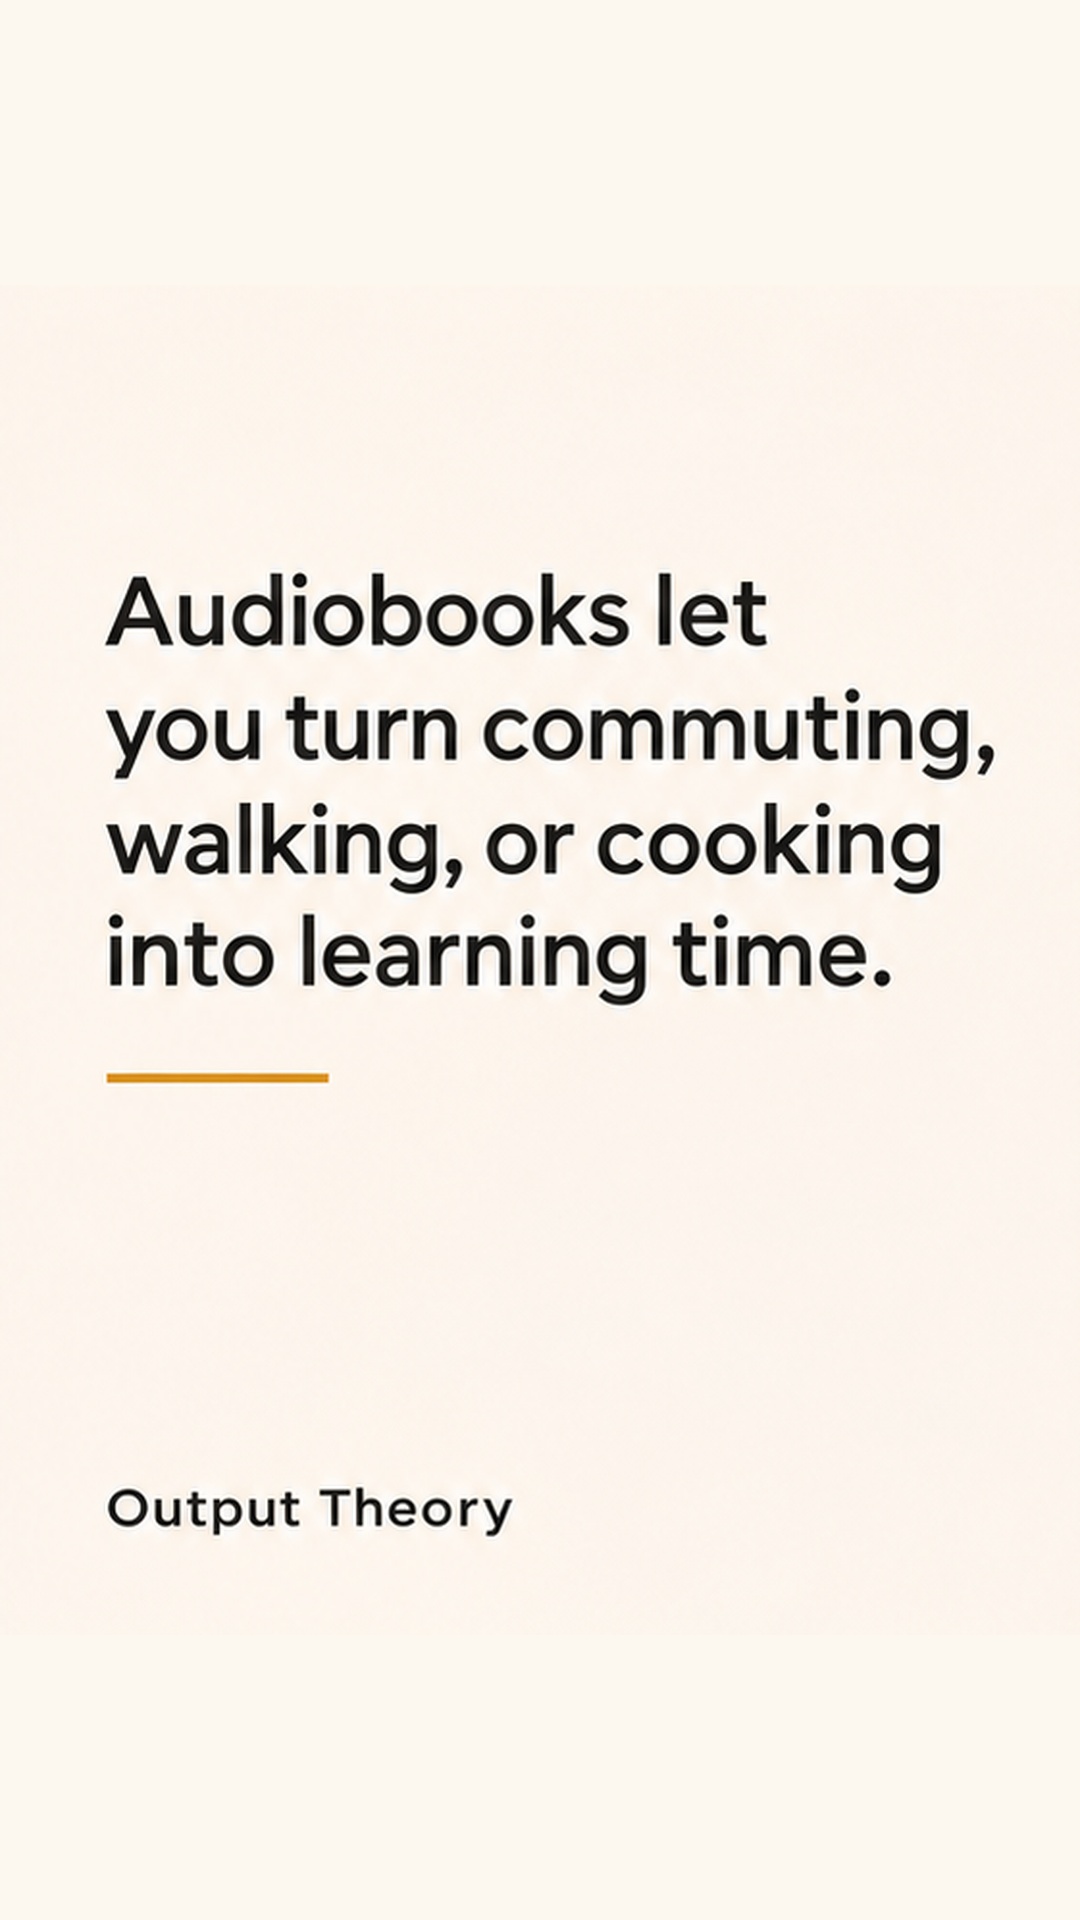 Audiobooks let
you turn commuting,
walking, or cooking
into learning time.
Output Theory